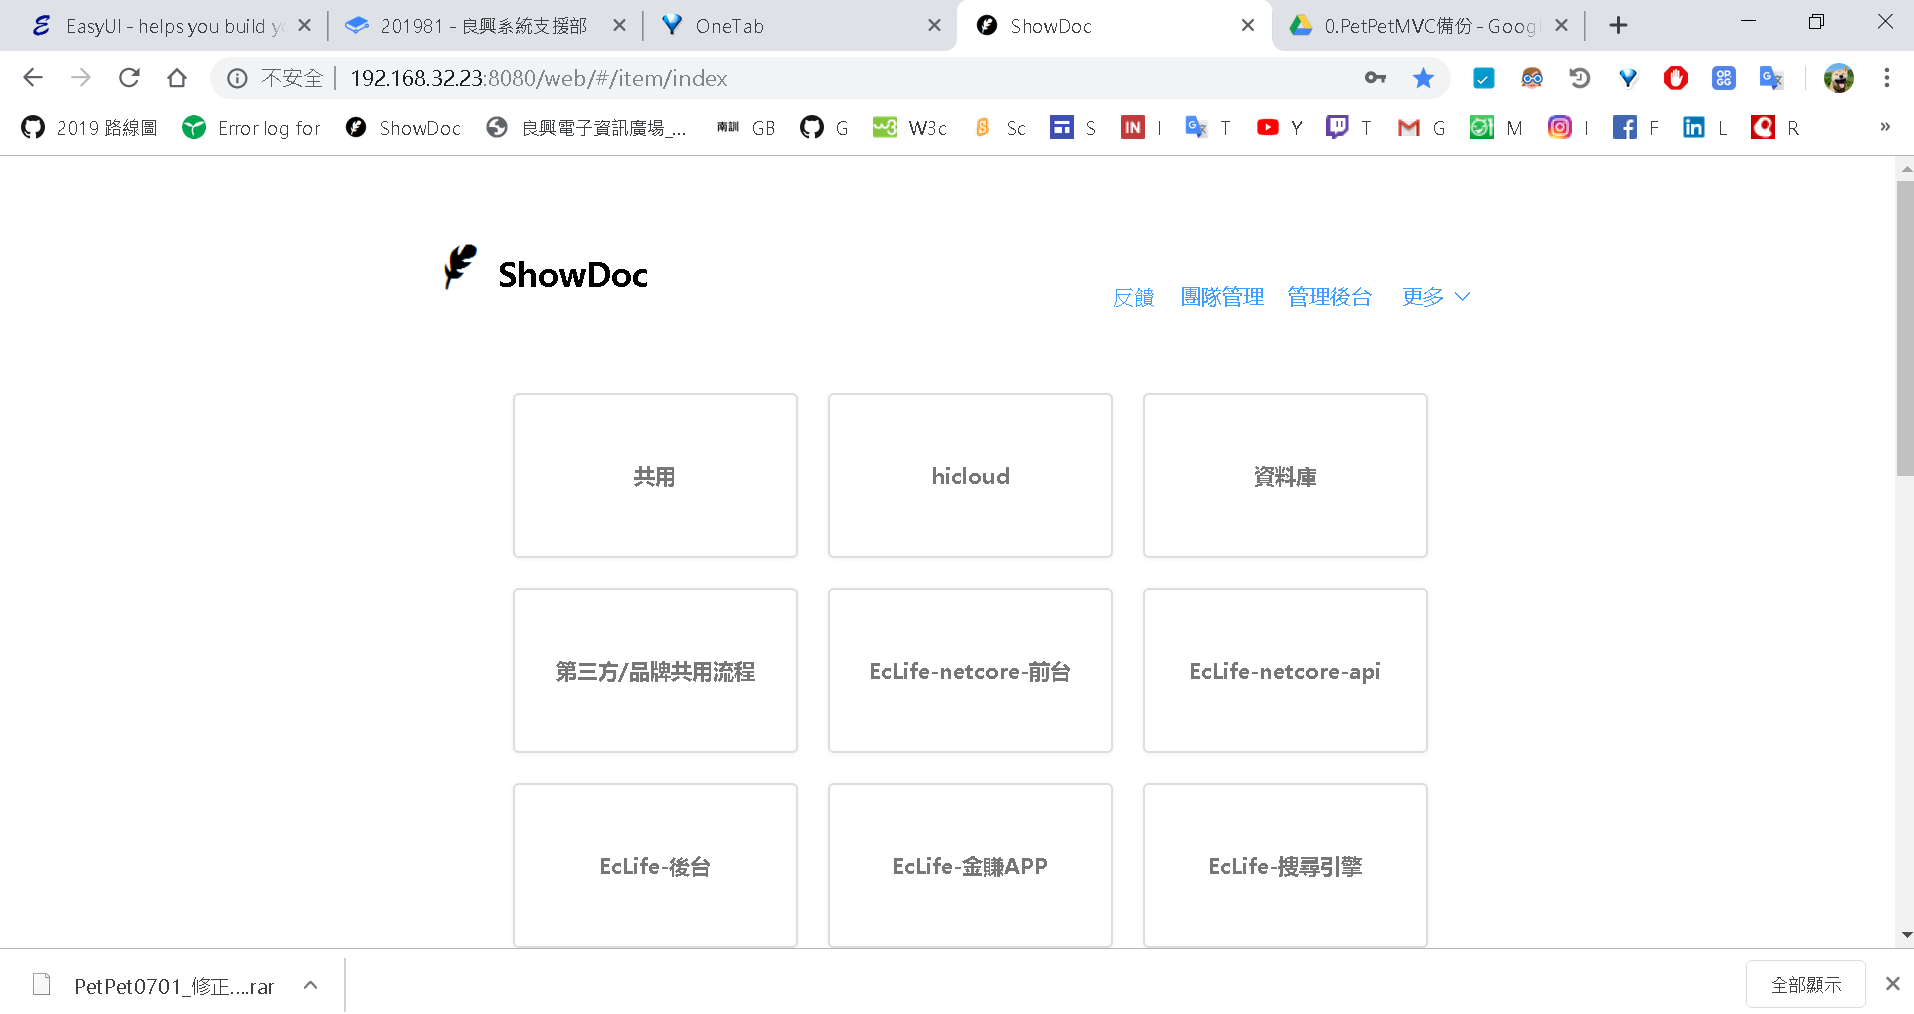 EasyUI - helps you build y
201981 - 良興系統支援部
OneTab
ShowDoc
0.PetPetMVC備份 - Goog
不安全
192.168.32.23:8080/web/#/item/index
2019 路線圖
Error log for
ShowDoc
良興電子資訊廣場_...
南訓 GB
G
W3c
Sc
S
I
T
Y
T
G
M
I
F
L
R
»
ShowDoc
反饋
團隊管理
管理後台
更多
共用
hicloud
資料庫
第三方/品牌共用流程
EcLife-netcore-前台
EcLife-netcore-api
EcLife-後台
EcLife-金賺APP
EcLife-搜尋引擎
PetPet0701_修正....rar
全部顯示